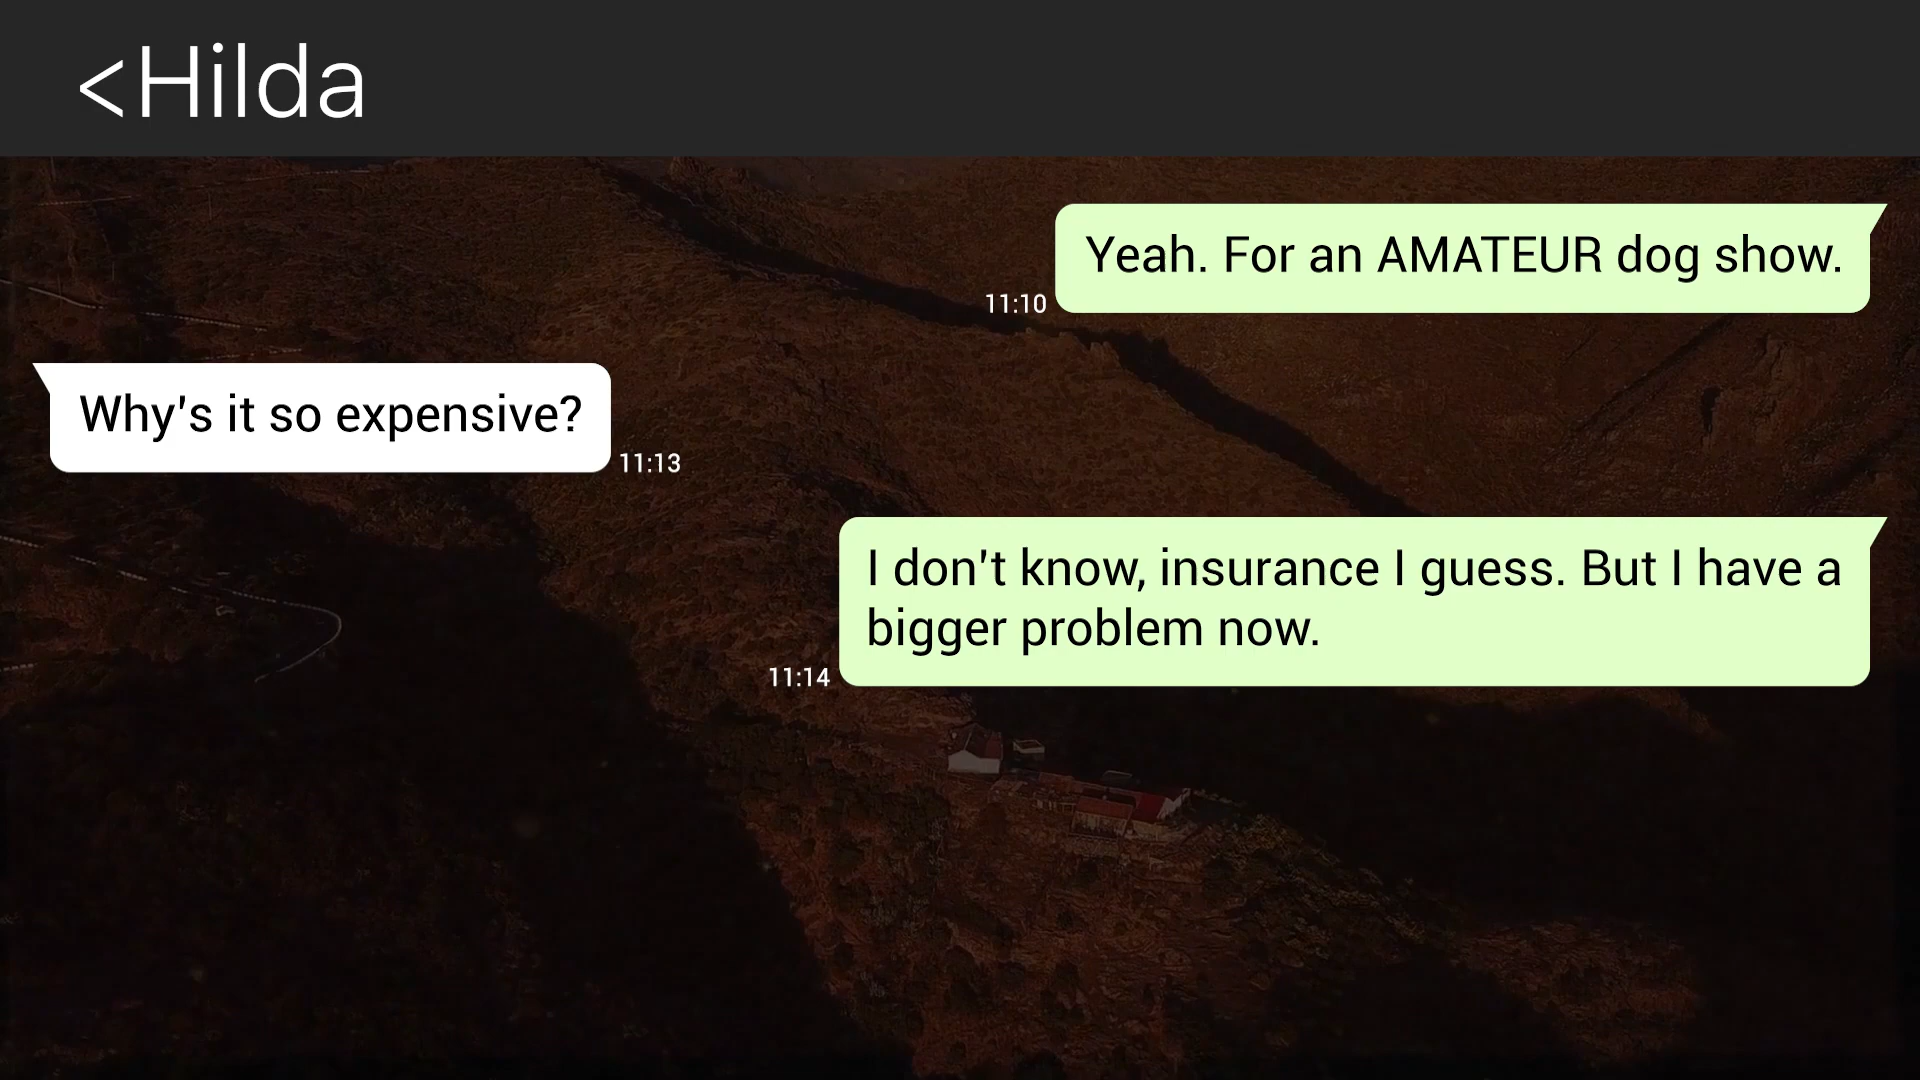 <Hilda
Yeah. For an AMATEUR dog show.
11:10
Why's it so expensive?
11:13
I don't know, insurance I guess. But I have a
bigger problem now.
11:14